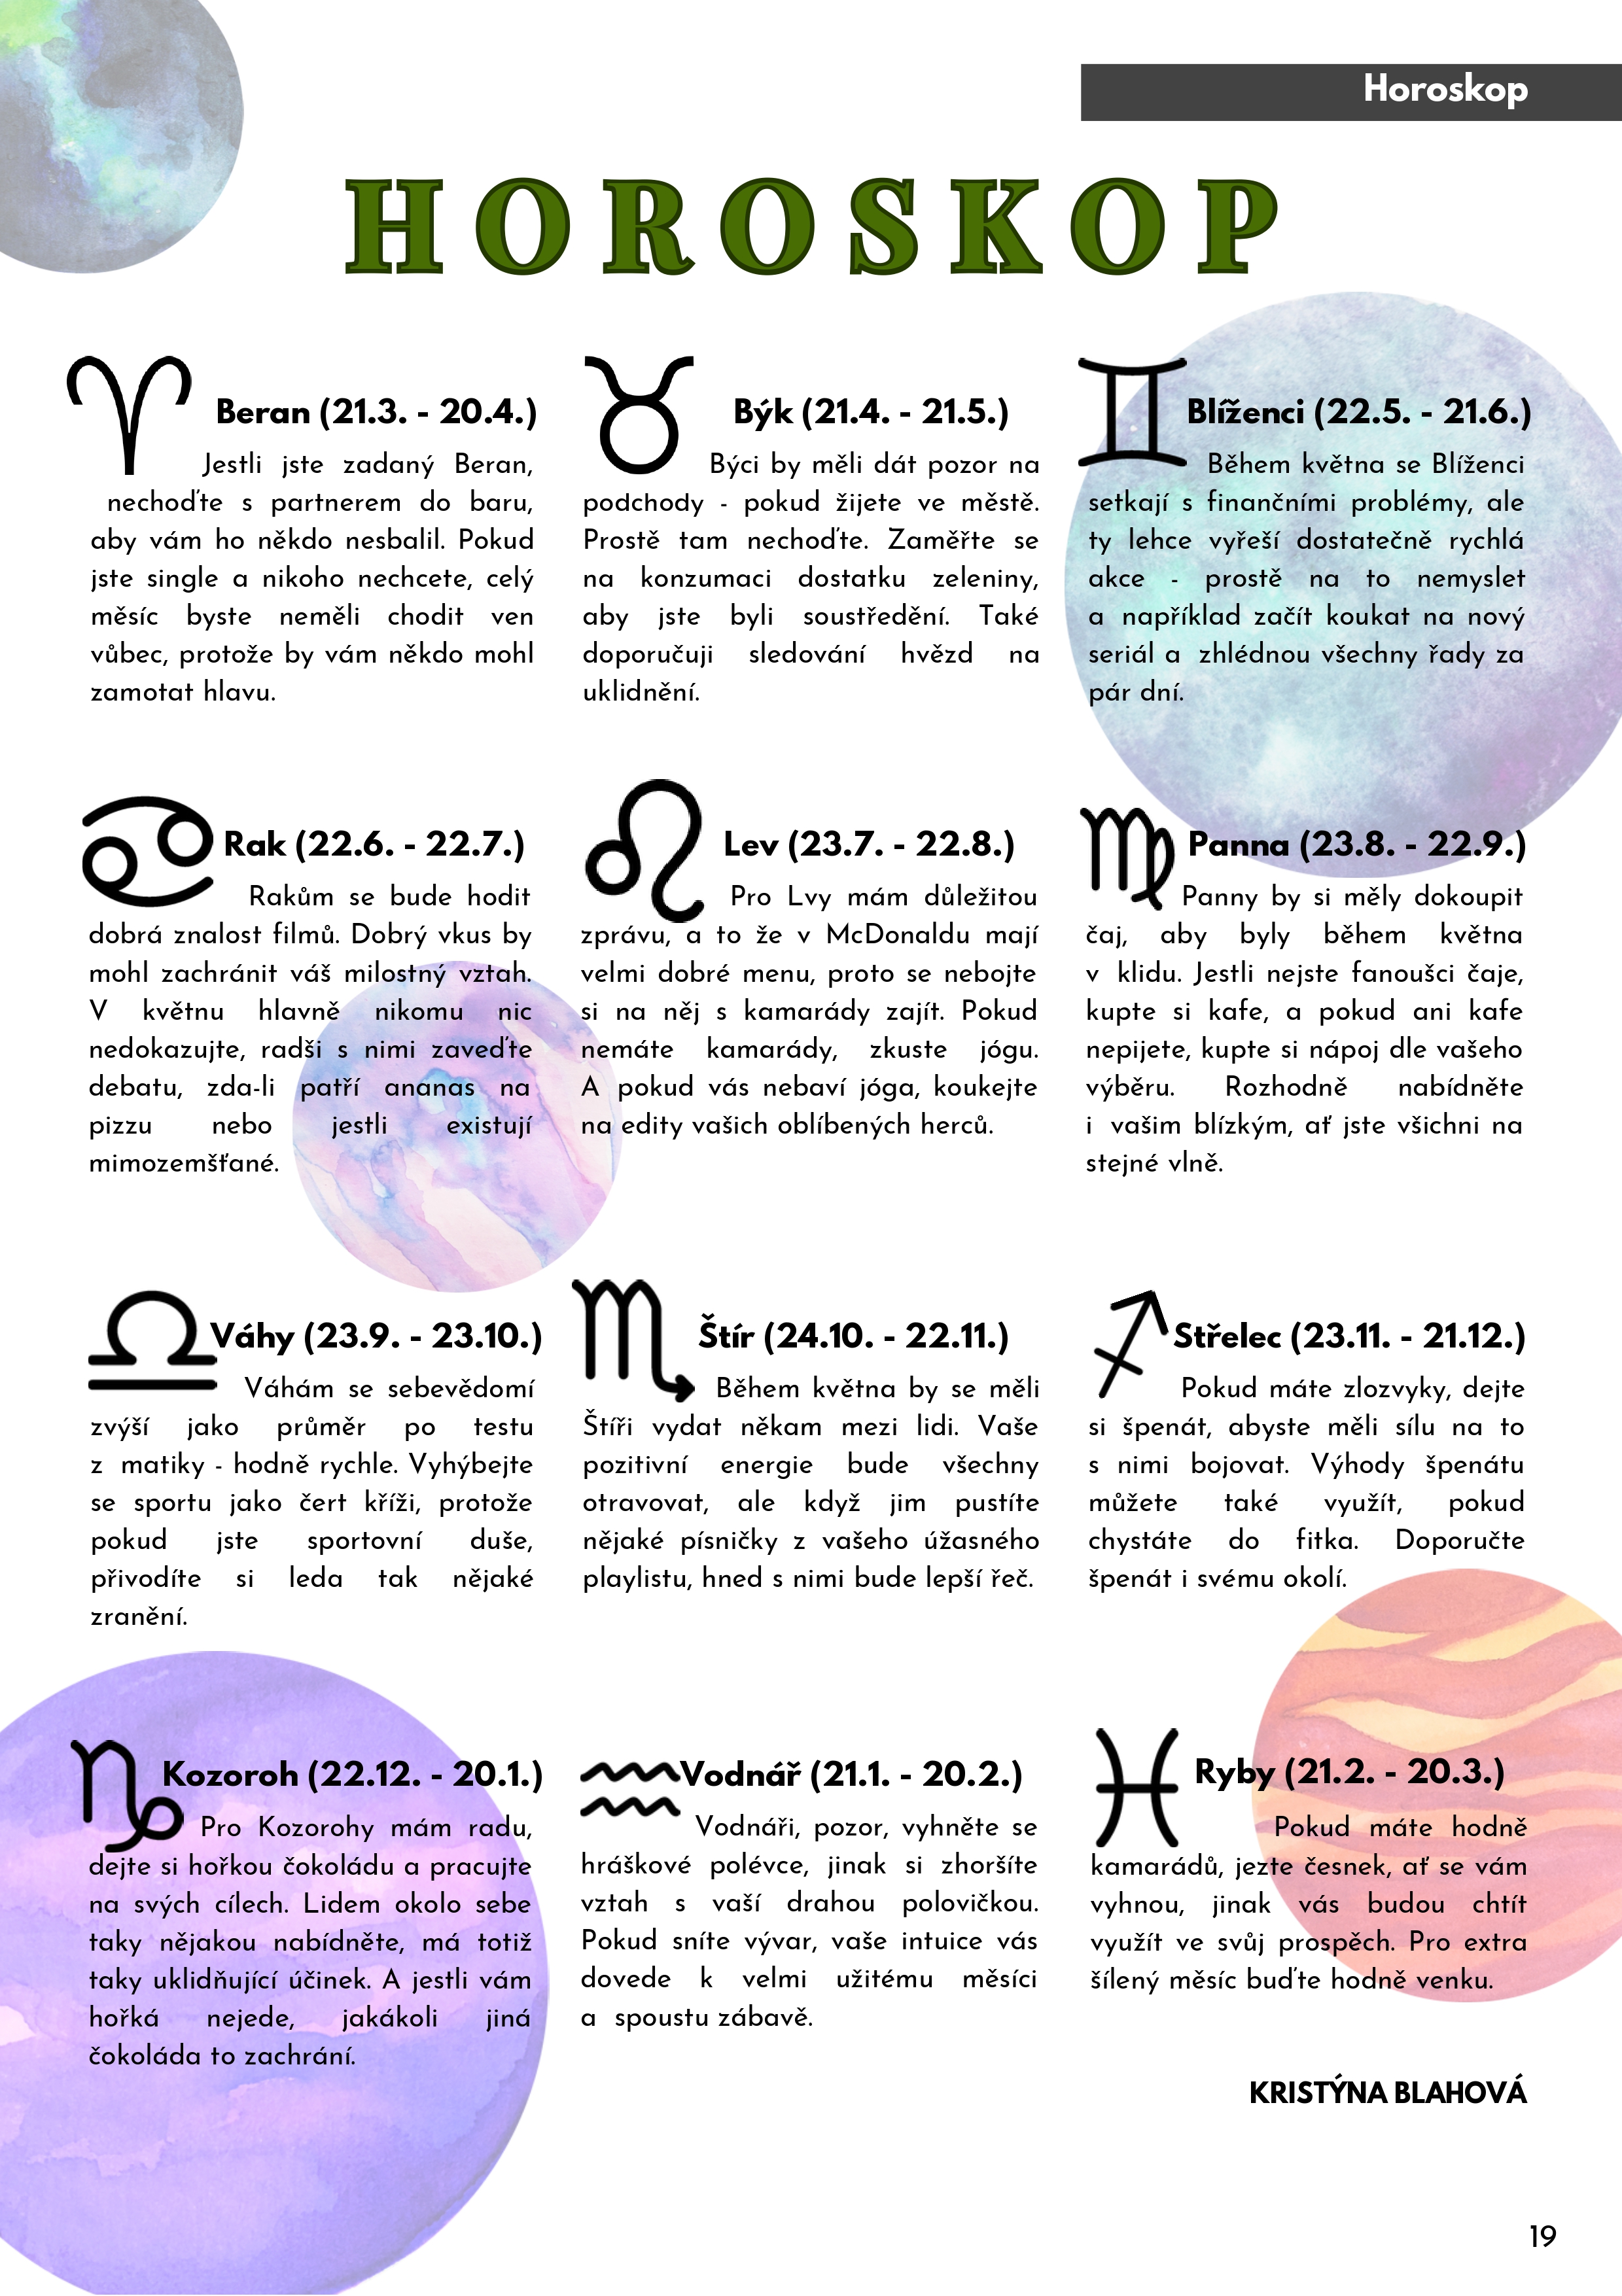 Horoskop
HOROSKOP
Beran (21.3. - 20.4.)
Jestli jste zadaný Beran,
nechoďte s partnerem do baru,
aby vám ho někdo nesbalil. Pokud
jste single a nikoho nechcete, celý
měsíc byste neměli chodit ven
vůbec, protože by vám někdo mohl
zamotat hlavu.
Býk (21.4. - 21.5.)
Býci by měli dát pozor na
podchody - pokud žijete ve městě.
Prostě tam nechoďte. Zaměřte se
na konzumaci dostatku zeleniny,
aby jste byli soustředění. Také
doporučuji sledování hvězd na
uklidnění.
Blíženci (22.5. - 21.6.)
Během května se Blíženci
setkají s finančními problémy, ale
ty lehce vyřeší dostatečně rychlá
akce - prostě na to nemyslet
a například začít koukat na nový
seriál a zhlédnou všechny řady za
pár dní.
Rak (22.6. - 22.7.)
Rakům se bude hodit
dobrá znalost filmů. Dobrý vkus by
mohl zachránit váš milostný vztah.
V květnu hlavně nikomu nic
nedokazujte, radši s nimi zaveďte
debatu, zda-li patří ananas na
pizzu nebo jestli existují
mimozemšťané.
Lev (23.7. - 22.8.)
Pro Lvy mám důležitou
zprávu, a to že v McDonaldu mají
velmi dobré menu, proto se nebojte
si na něj s kamarády zajít. Pokud
nemáte kamarády, zkuste jógu.
A pokud vás nebaví jóga, koukejte
na edity vašich oblíbených herců.
Panna (23.8. - 22.9.)
Panny by si měly dokoupit
čaj, aby byly během května
v klidu. Jestli nejste fanoušci čaje,
kupte si kafe, a pokud ani kafe
nepijete, kupte si nápoj dle vašeho
výběru. Rozhodně nabídněte
i vašim blízkým, ať jste všichni na
stejné vlně.
Váhy (23.9. - 23.10.)
Váhám se sebevědomí
zvýší jako průměr po testu
z matiky - hodně rychle. Vyhýbejte
se sportu jako čert kříži, protože
pokud jste sportovní duše,
přivodíte si leda tak nějaké
zranění.
Štír (24.10. - 22.11.)
Během května by se měli
Štíři vydat někam mezi lidi. Vaše
pozitivní energie bude všechny
otravovat, ale když jim pustíte
nějaké písničky z vašeho úžasného
playlistu, hned s nimi bude lepší řeč.
Střelec (23.11. - 21.12.)
Pokud máte zlozvyky, dejte
si špenát, abyste měli sílu na to
s nimi bojovat. Výhody špenátu
můžete také využít, pokud
chystáte do fitka. Doporučte
špenát i svému okolí.
Kozoroh (22.12. - 20.1.)
Pro Kozorohy mám radu,
dejte si hořkou čokoládu a pracujte
na svých cílech. Lidem okolo sebe
taky nějakou nabídněte, má totiž
taky uklidňující účinek. A jestli vám
hořká nejede, jakákoli jiná
čokoláda to zachrání.
Vodnář (21.1. - 20.2.)
Vodnáři, pozor, vyhněte se
hráškové polévce, jinak si zhoršíte
vztah s vaší drahou polovičkou.
Pokud sníte vývar, vaše intuice vás
dovede k velmi užitému měsíci
a spoustu zábavě.
Ryby (21.2. - 20.3.)
Pokud máte hodně
kamarádů, jezte česnek, ať se vám
vyhnou, jinak vás budou chtít
využít ve svůj prospěch. Pro extra
šílený měsíc buďte hodně venku.
KRISTÝNA BLAHOVÁ
19